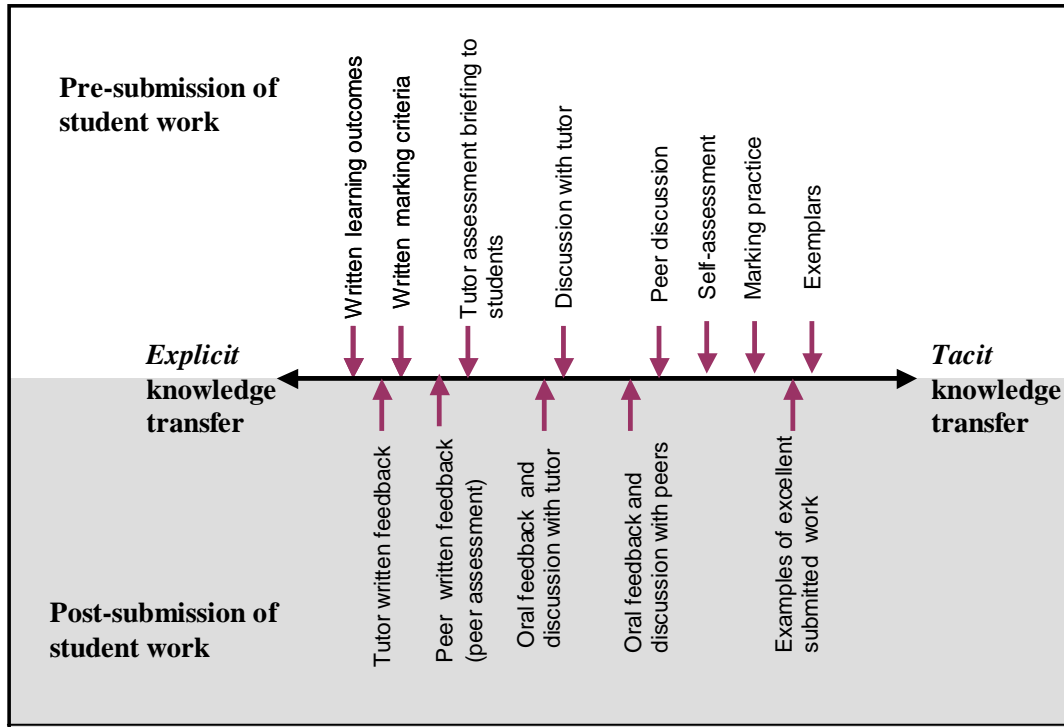 Pre-submission of
student work
Written learning outcomes
Written marking criteria
Tutor assessment briefing to
students
Discussion with tutor
Peer discussion
Self-assessment
Marking practice
Exemplars
Explicit
knowledge
transfer
Tacit
knowledge
transfer
Post-submission of
student work
Tutor written feedback
Peer written feedback
(peer assessment)
Oral feedback and
discussion with tutor
Oral feedback and
discussion with peers
Examples of excellent
submitted work